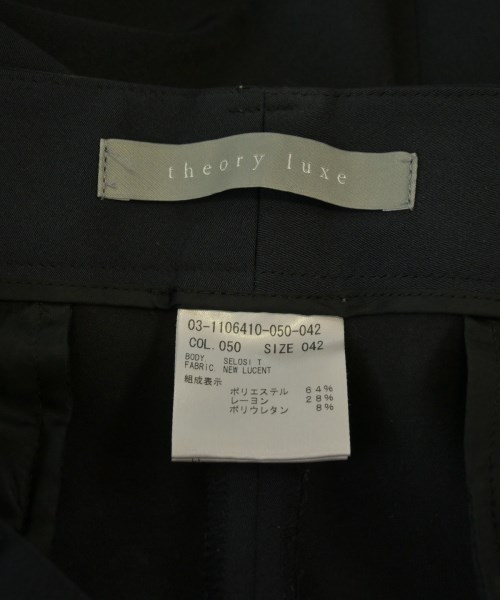 theory luxe
03-1106410-050-042
COL. 050 SIZE 042
BODY SELOSI T
FABRIC NEW LUCENT
組成表示
ポリエステル 64%
レーヨン 28%
ポリウレタン 8%